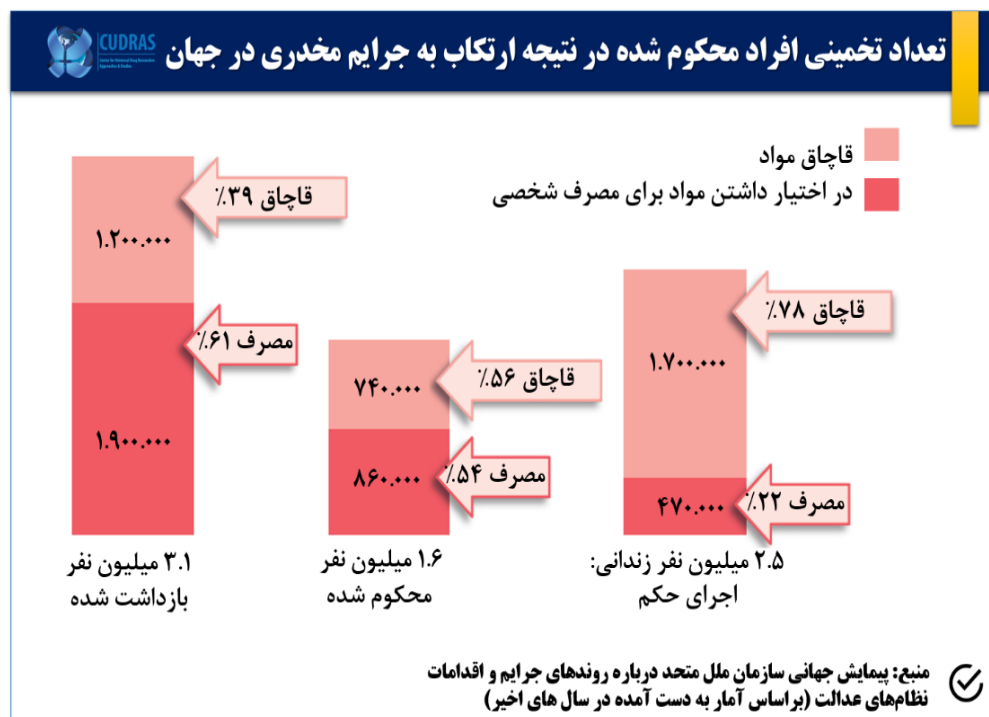 تعداد تخمینی افراد محکوم شده در نتیجه ارتکاب به جرایم مخدری در جهان
CUDRAS
قاچاق مواد
در اختیار داشتن مواد برای مصرف شخصی
قاچاق ۳۹٪
۱.۲۰۰.۰۰۰
مصرف ۶۱٪
۱.۹۰۰.۰۰۰
۳.۱ میلیون نفر
بازداشت شده
قاچاق ۵۶٪
۷۴۰.۰۰۰
مصرف ۵۴٪
۸۶۰.۰۰۰
۱.۶ میلیون نفر
محکوم شده
قاچاق ۷۸٪
۱.۷۰۰.۰۰۰
مصرف ۲۲٪
۴۷۰.۰۰۰
۲.۵ میلیون نفر زندانی:
اجرای حکم
منبع: پیمایش جهانی سازمان ملل متحد درباره روندهای جرایم و اقدامات
نظام‌های عدالت (براساس آمار به دست آمده در سال های اخیر)